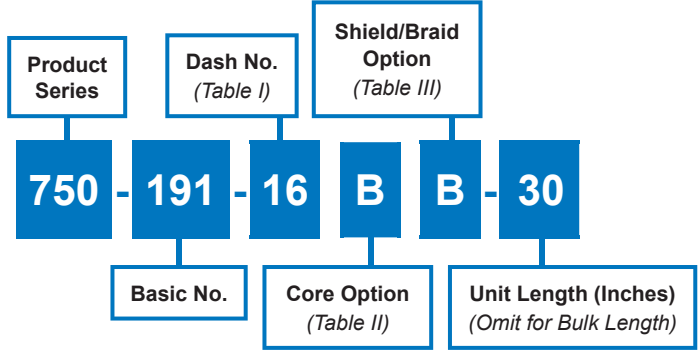 Product
Series
Dash No.
(Table I)
Shield/Braid
Option
(Table III)
750 - 191 - 16 B B - 30
Basic No.
Core Option
(Table II)
Unit Length (Inches)
(Omit for Bulk Length)